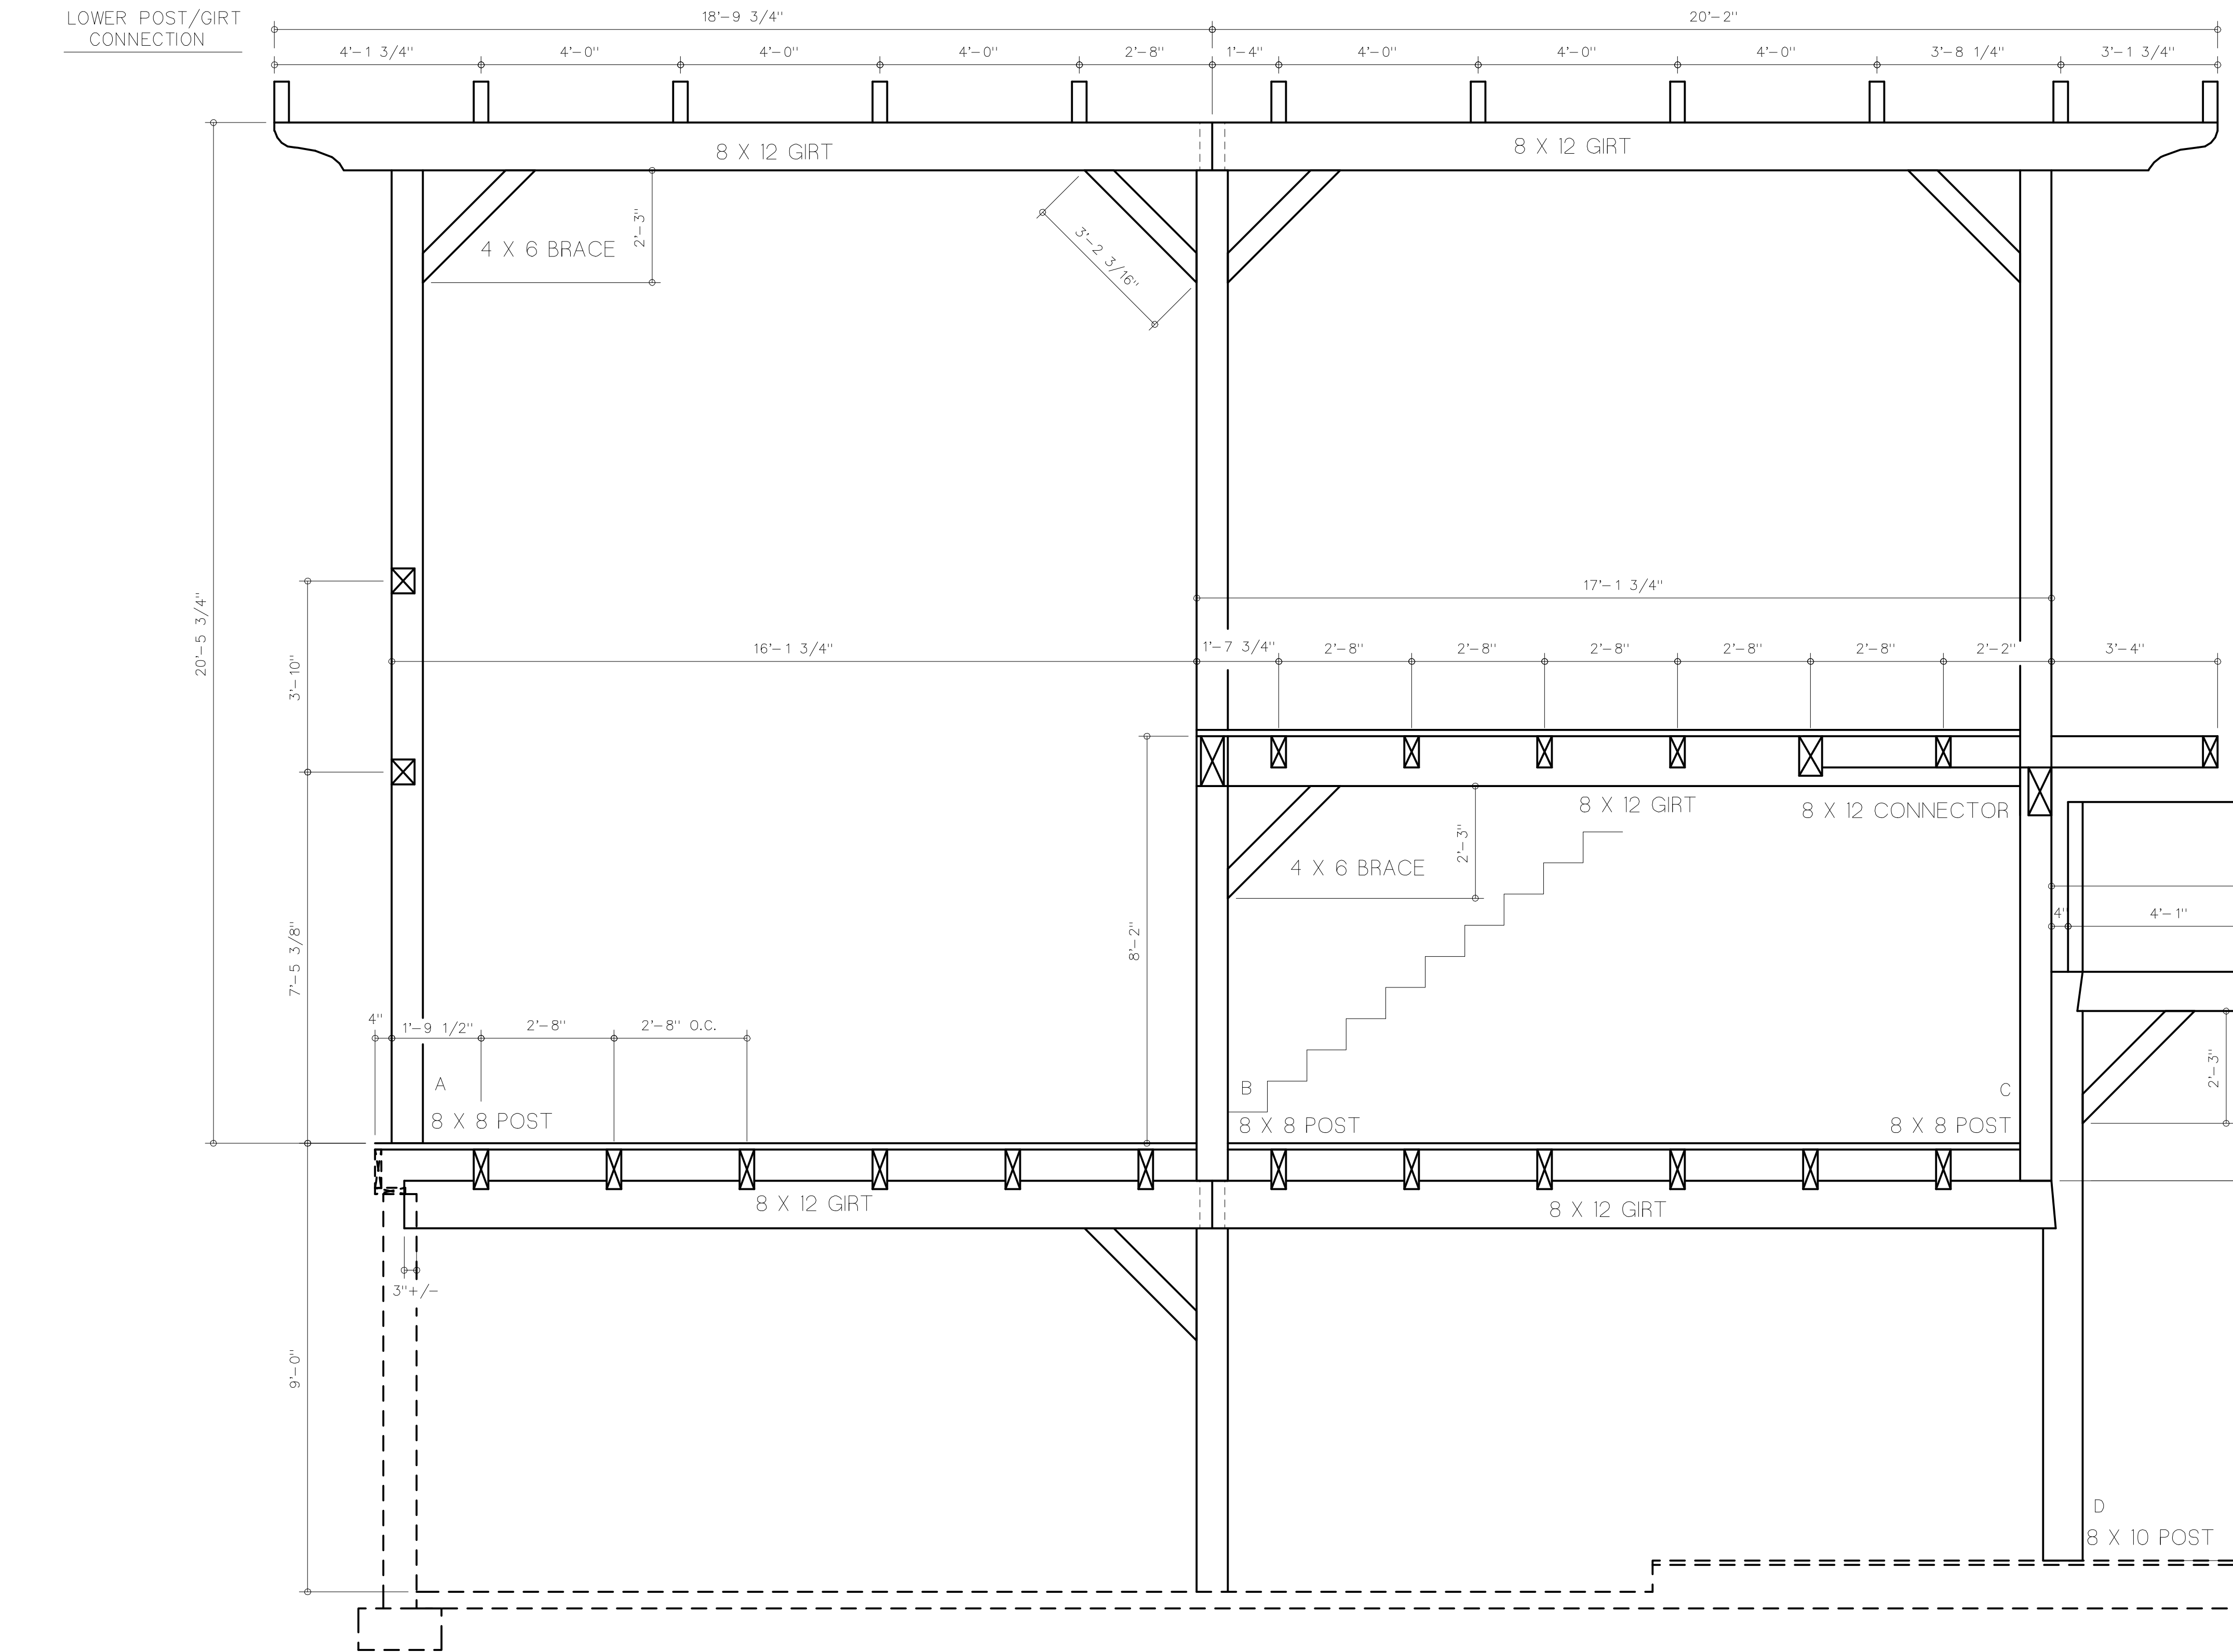 LOWER POST/GIRT
CONNECTION
18'-9 3/4"
20'-2"
4'-1 3/4"
4'-0"
4'-0"
4'-0"
2'-8"
1'-4"
4'-0"
4'-0"
4'-0"
3'-8 1/4"
3'-1 3/4"
8 X 12 GIRT
8 X 12 GIRT
4 X 6 BRACE
2'-3"
3'-2 3/16"
20'-5 3/4"
3'-10"
17'-1 3/4"
16'-1 3/4"
1'-7 3/4"
2'-8"
2'-8"
2'-8"
2'-8"
2'-8"
2'-2"
3'-4"
8 X 12 GIRT
8 X 12 CONNECTOR
4 X 6 BRACE
2'-3"
7'-5 3/8"
8'-2"
4"
4'-1"
4"
1'-9 1/2"
2'-8"
2'-8" O.C.
2'-3"
A
8 X 8 POST
B
8 X 8 POST
C
8 X 8 POST
8 X 12 GIRT
8 X 12 GIRT
3"+/-
9'-0"
D
8 X 10 POST